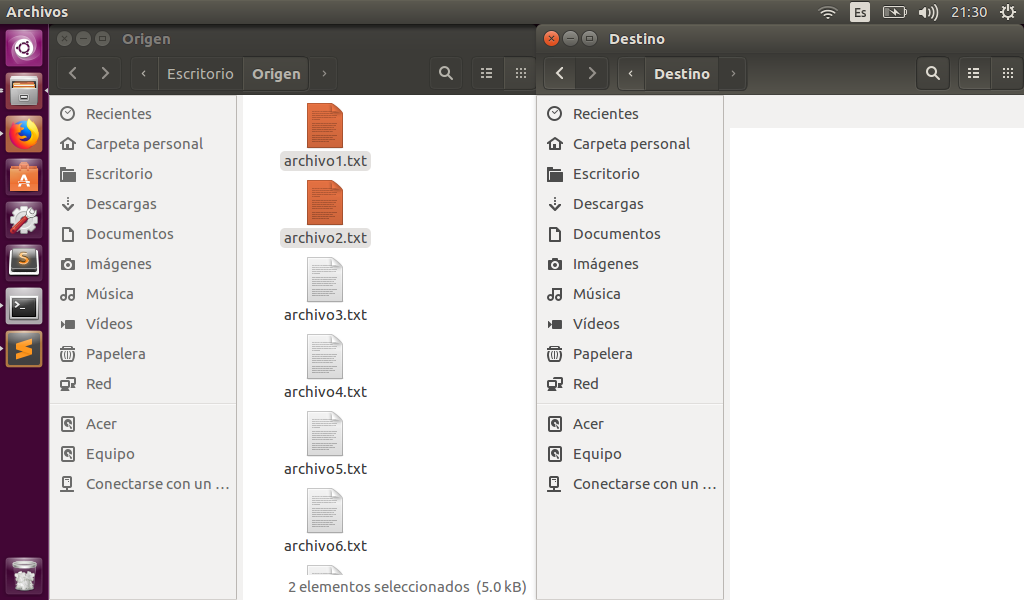 Archivos
Es
21:30
Origen
Escritorio
Origen
Recientes
Carpeta personal
Escritorio
Descargas
Documentos
Imágenes
Música
Vídeos
Papelera
Red
Acer
Equipo
Conectarse con un …
archivo1.txt
archivo2.txt
archivo3.txt
archivo4.txt
archivo5.txt
archivo6.txt
2 elementos seleccionados (5.0 kB)
Destino
Destino
Recientes
Carpeta personal
Escritorio
Descargas
Documentos
Imágenes
Música
Vídeos
Papelera
Red
Acer
Equipo
Conectarse con un …